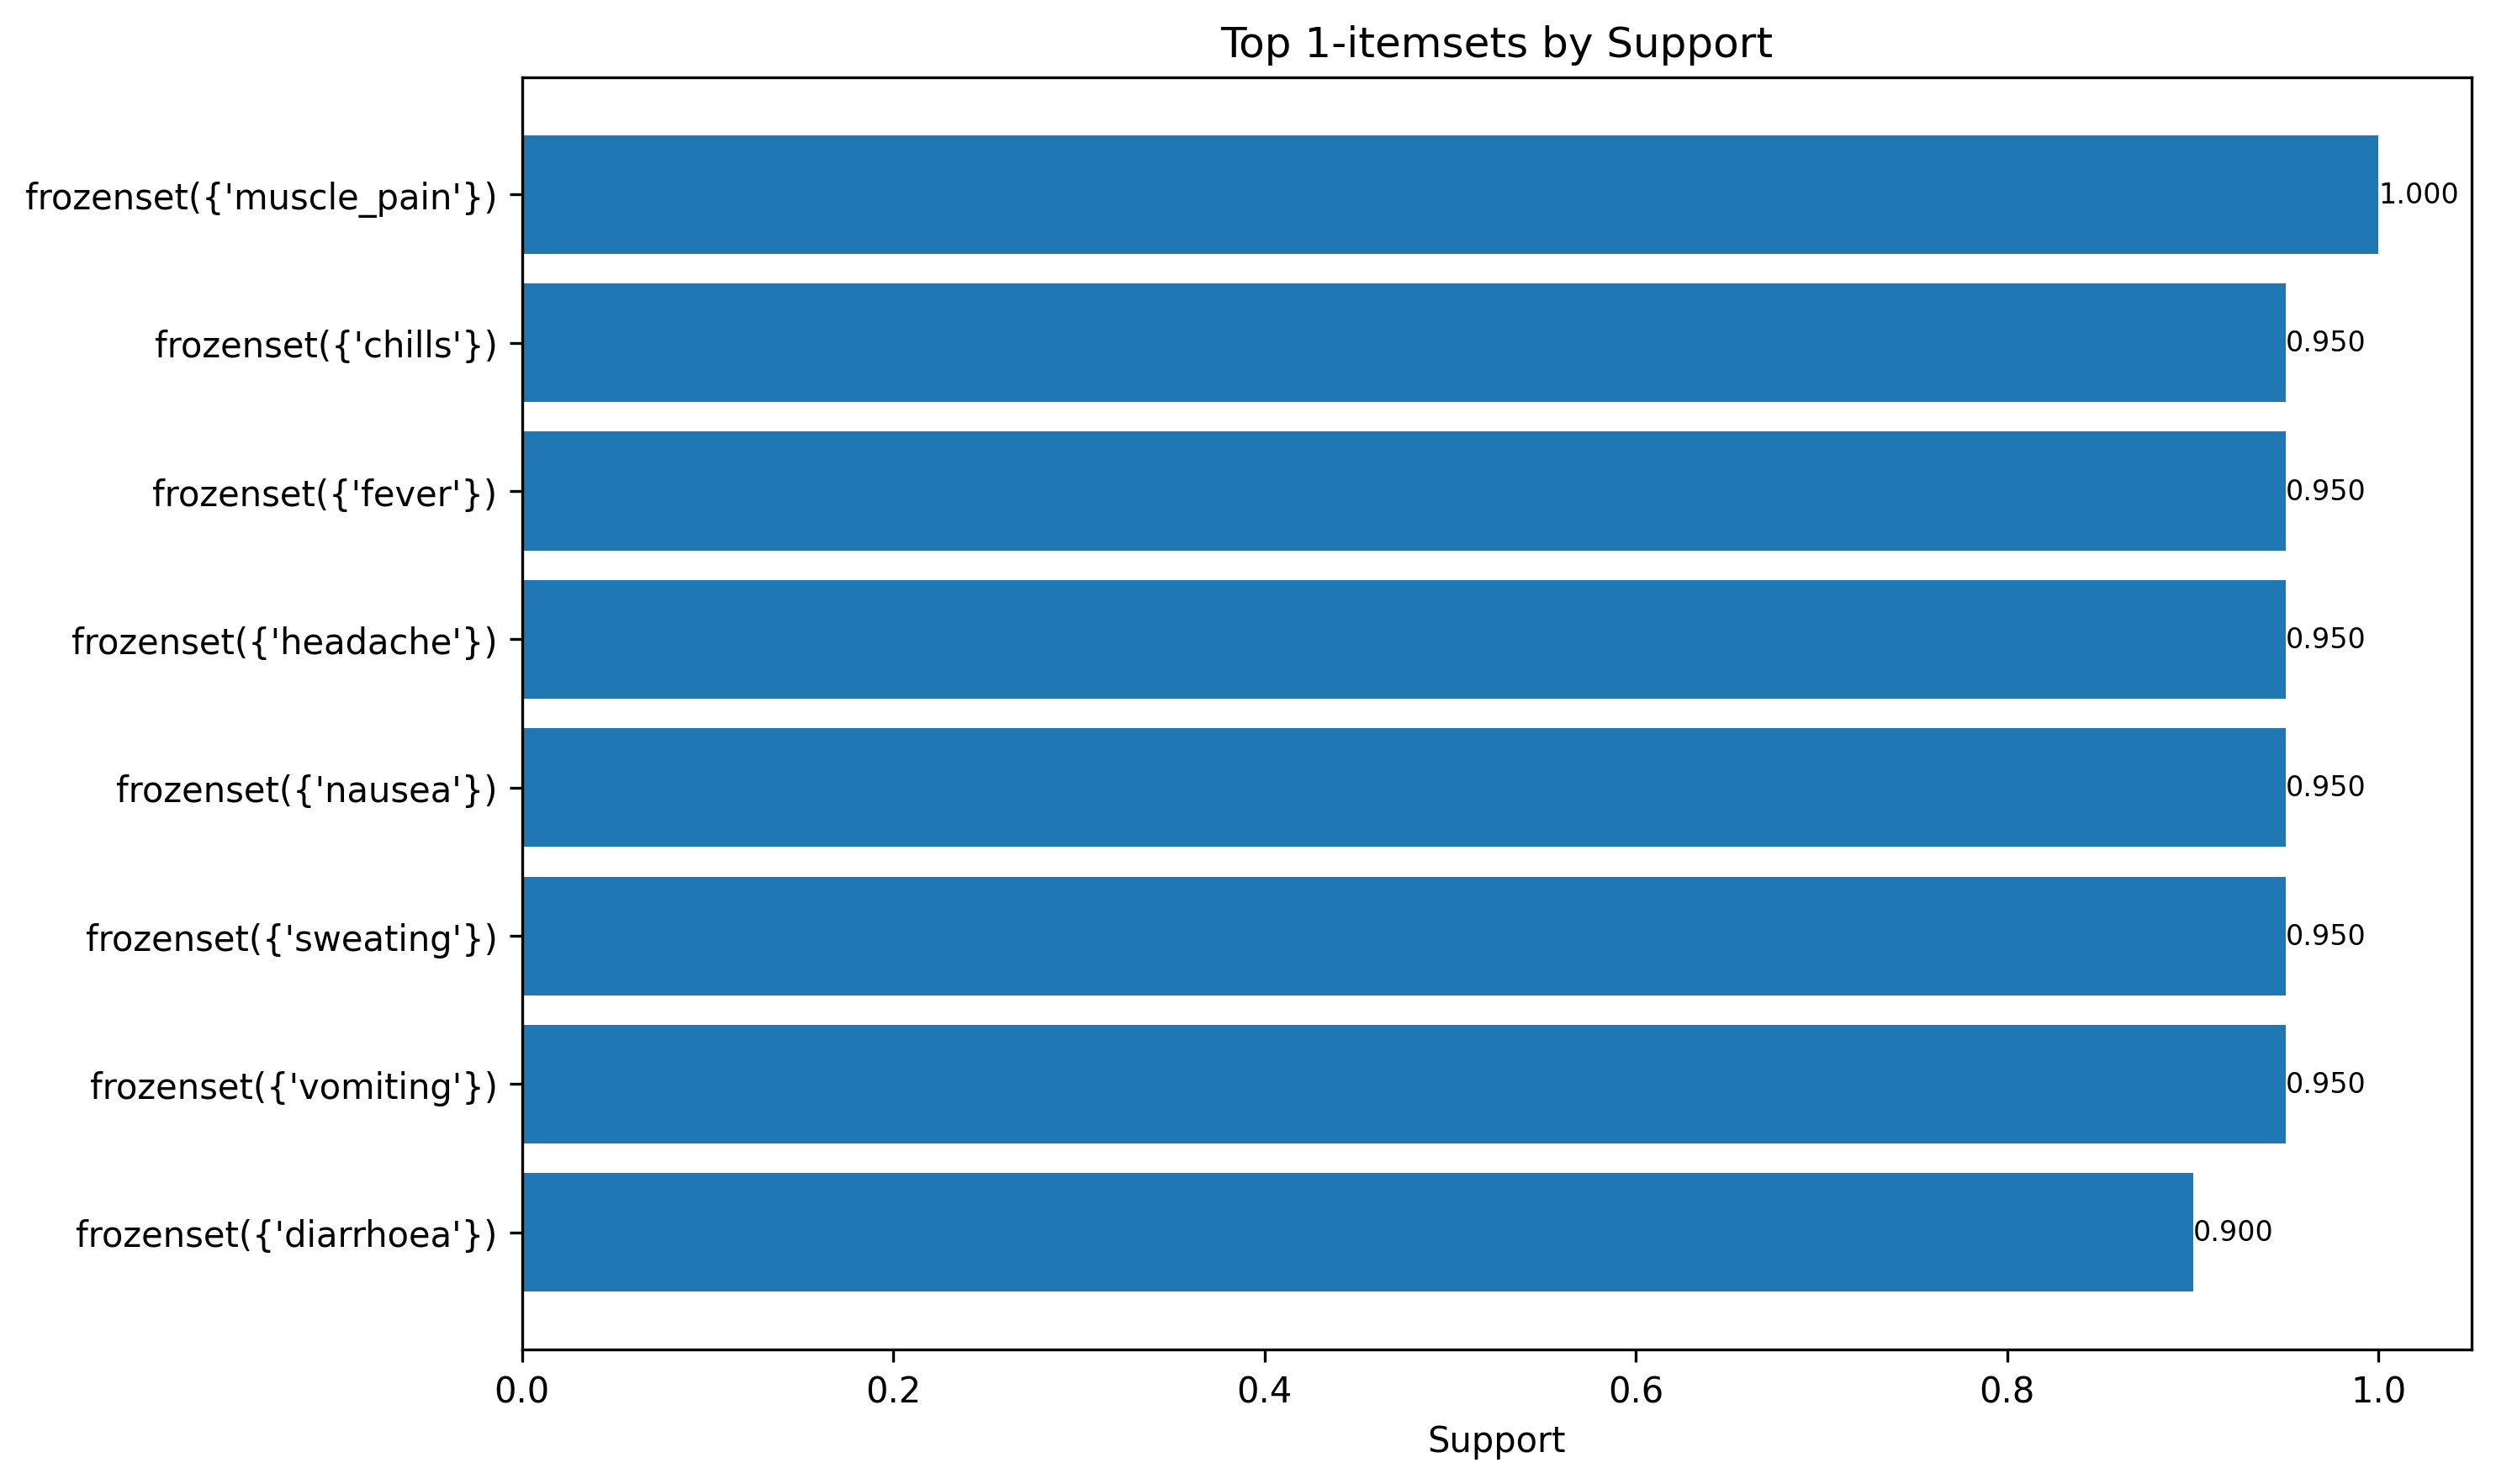 Top 1-itemsets by Support
frozenset({'muscle_pain'})
1.000
frozenset({'chills'})
0.950
frozenset({'fever'})
0.950
frozenset({'headache'})
0.950
frozenset({'nausea'})
0.950
frozenset({'sweating'})
0.950
frozenset({'vomiting'})
0.950
frozenset({'diarrhoea'})
0.900
0.0 0.2 0.4 0.6 0.8 1.0
Support